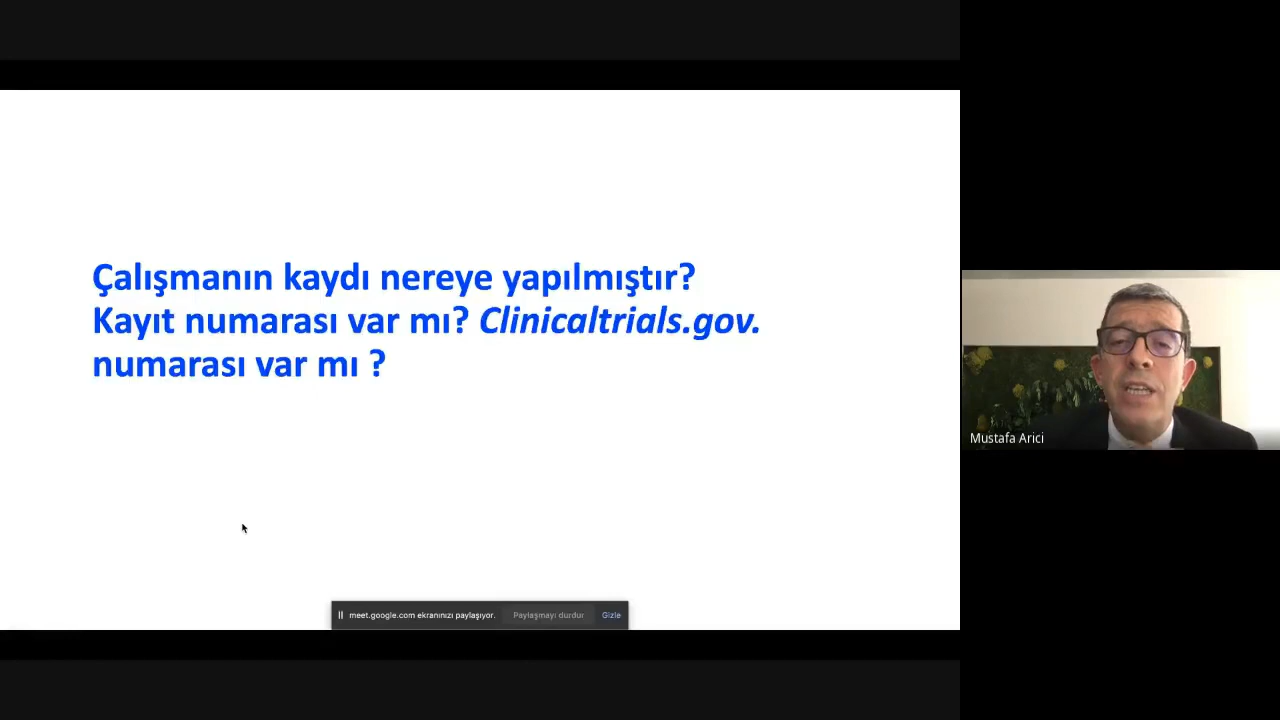 Çalışmanın kaydı nereye yapılmıştır?
Kayıt numarası var mı? Clinicaltrials.gov.
numarası var mı ?
Mustafa Arici
meet.google.com ekranınızı paylaşıyor. Paylaşmayı durdur Gizle